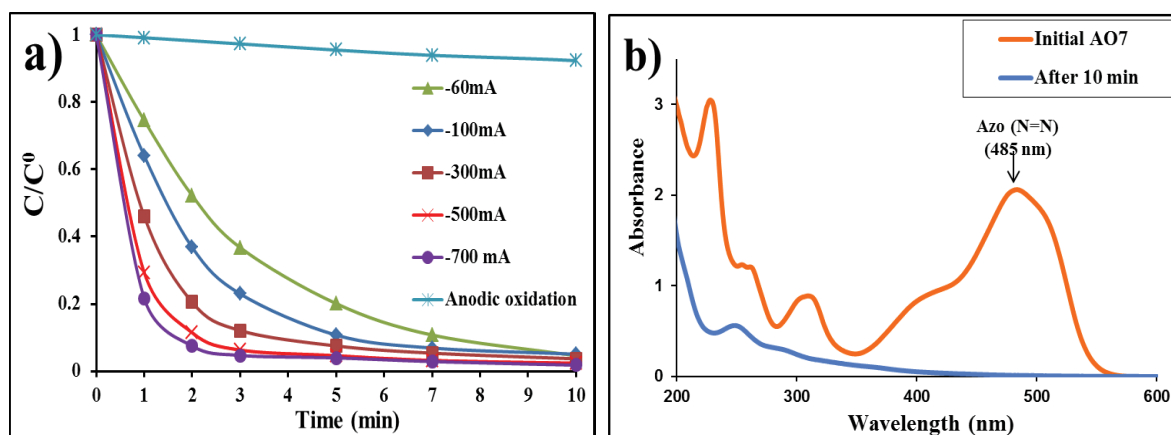 a)
C/C⁰
1
0.8
0.6
0.4
0.2
0
-60mA
-100mA
-300mA
-500mA
-700 mA
Anodic oxidation
0 1 2 3 4 5 6 7 8 9 10
Time (min)
b)
Initial AO7
After 10 min
Absorbance
3
2
1
0
Azo (N=N)
(485 nm)
200 300 400 500 600
Wavelength (nm)